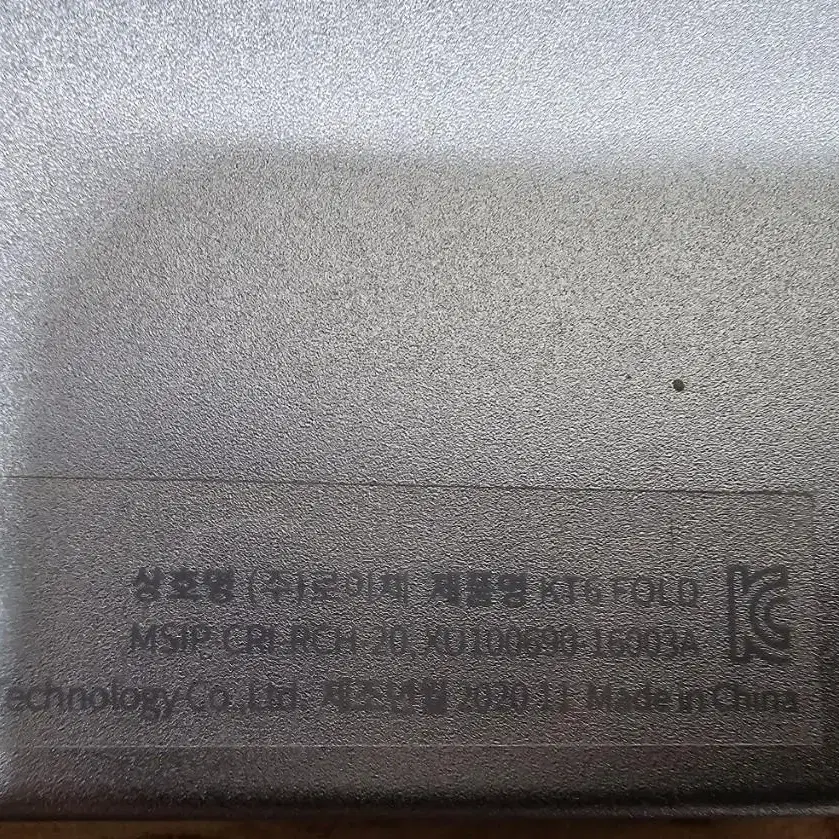 상호명 (주)로이체 제품명 KT6 FOLD
MSIP CRI RCH 20, XU100690-16003A
echnology Co.,Ltd. 제조년월 2020.11 Made in China